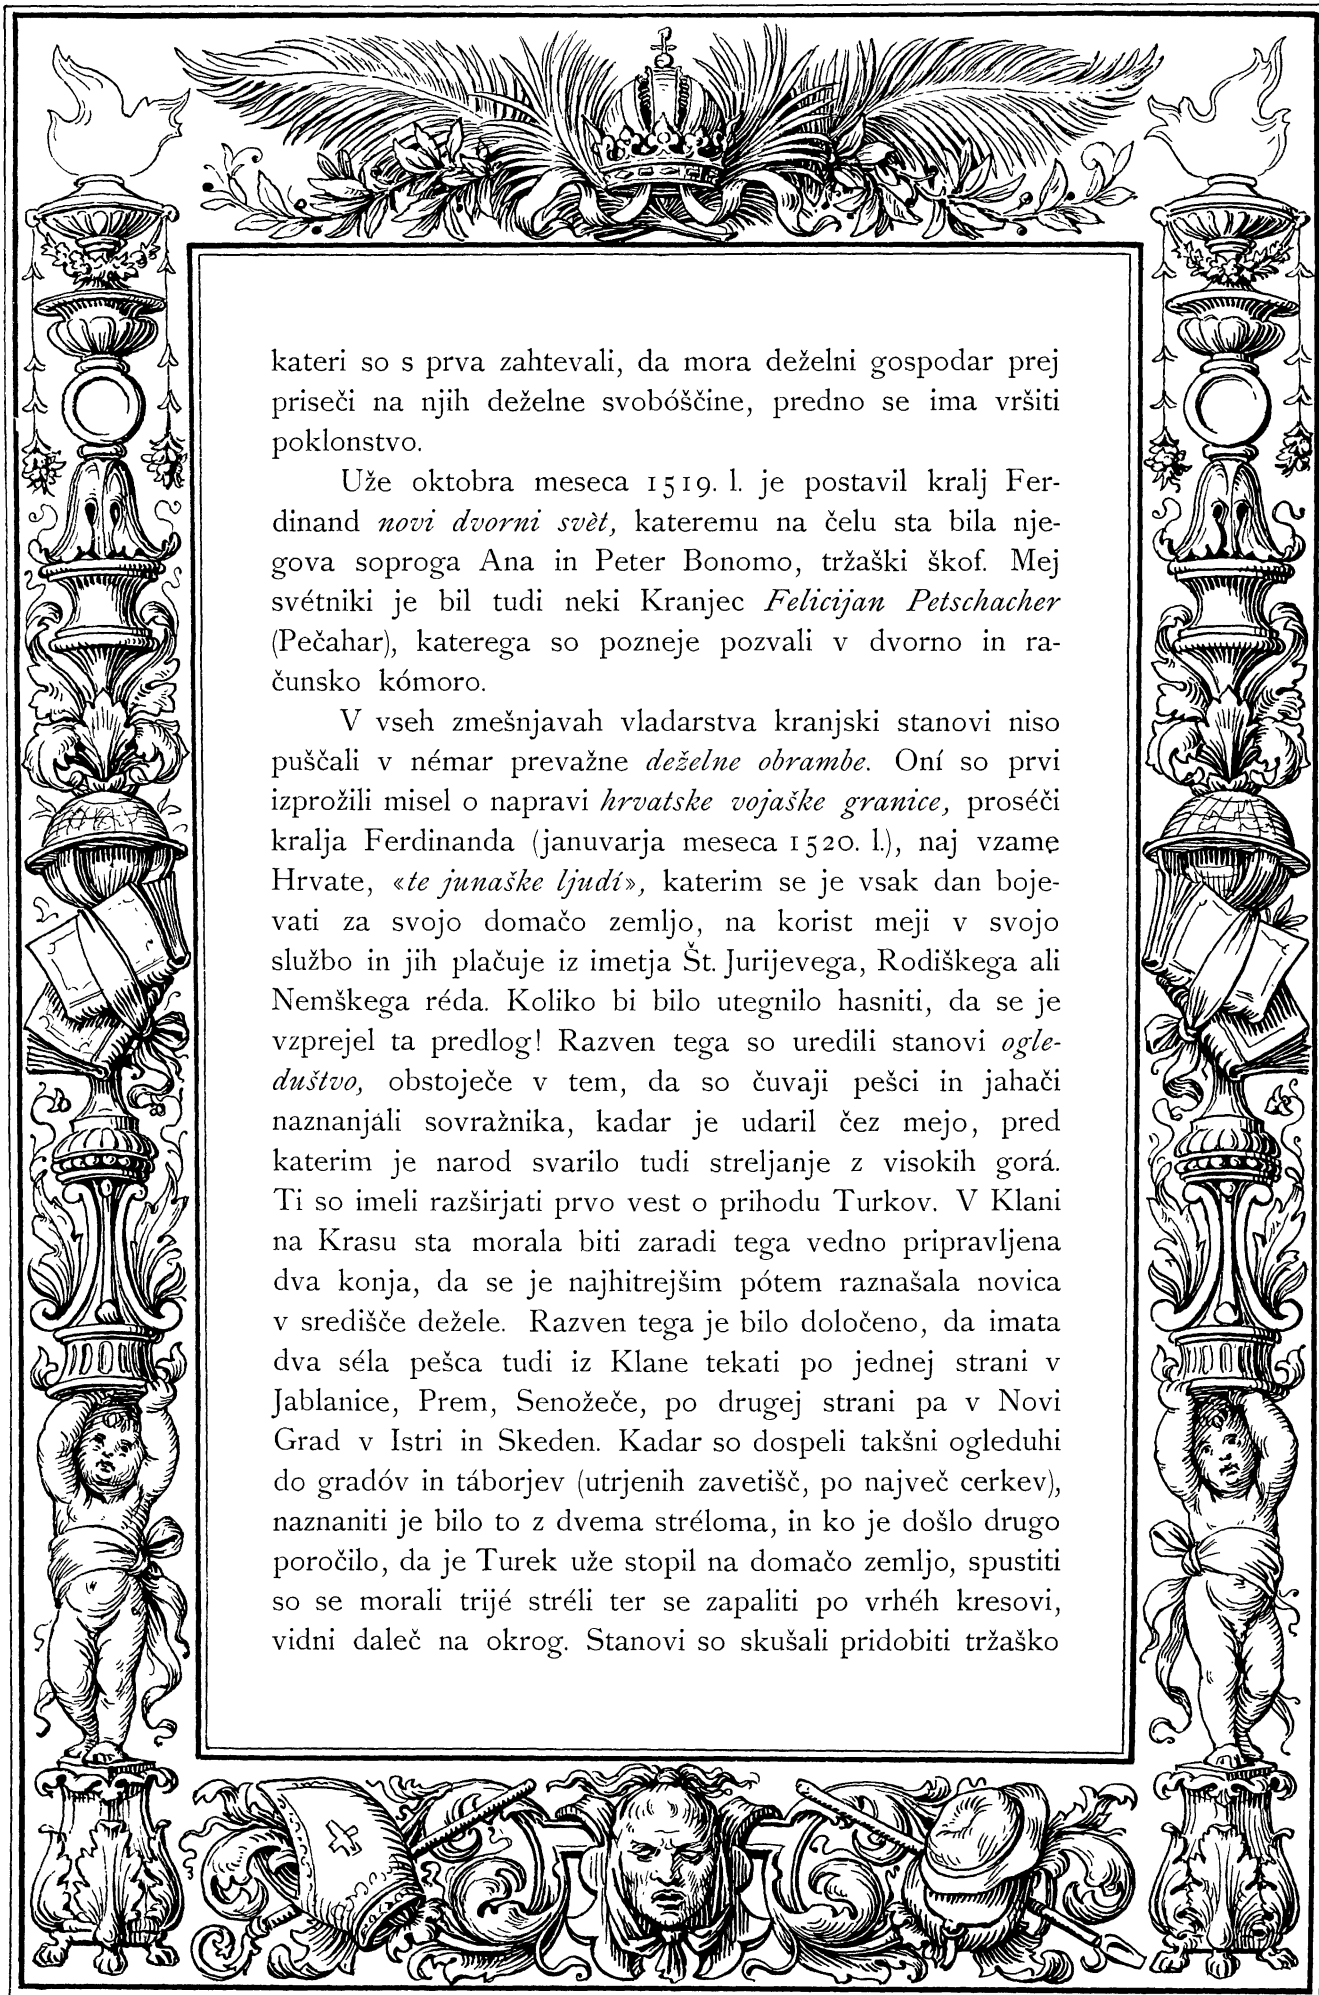 kateri so s prva zahtevali, da mora deželni gospodar prej
priseči na njih deželne svobóščine, predno se ima vršiti
poklonstvo.
Uže oktobra meseca 1519. l. je postavil kralj Fer-
dinand novi dvorni svèt, kateremu na čelu sta bila nje-
gova soproga Ana in Peter Bonomo, tržaški škof. Mej
svétniki je bil tudi neki Kranjec Felicijan Petschacher
(Pečahar), katerega so pozneje pozvali v dvorno in ra-
čunsko kómoro.
V vseh zmešnjavah vladarstva kranjski stanovi niso
puščali v némar prevažne deželne obrambe. Oní so prvi
izprožili misel o napravi hrvatske vojaške granice, proséči
kralja Ferdinanda (januvarja meseca 1520. l.), naj vzame
Hrvate, «te junaške ljudí», katerim se je vsak dan boje-
vati za svojo domačo zemljo, na korist meji v svojo
službo in jih plačuje iz imetja Št. Jurijevega, Rodiškega ali
Nemškega réda. Koliko bi bilo utegnilo hasniti, da se je
vzprejel ta predlog! Razven tega so uredili stanovi ogle-
duštvo, obstoječe v tem, da so čuvaji pešci in jahači
naznanjáli sovražnika, kadar je udaril čez mejo, pred
katerim je narod svarilo tudi streljanje z visokih gorá.
Ti so imeli razširjati prvo vest o prihodu Turkov. V Klani
na Krasu sta morala biti zaradi tega vedno pripravljena
dva konja, da se je najhitrejšim pótem raznašala novica
v središče dežele. Razven tega je bilo določeno, da imata
dva séla pešca tudi iz Klane tekati po jednej strani v
Jablanice, Prem, Senožeče, po drugej strani pa v Novi
Grad v Istri in Skeden. Kadar so dospeli takšni ogleduhi
do gradóv in táborjev (utrjenih zavetišč, po največ cerkev),
naznaniti je bilo to z dvema stréloma, in ko je došlo drugo
poročilo, da je Turek uže stopil na domačo zemljo, spustiti
so se morali trijé stréli ter se zapaliti po vrhéh kresovi,
vidni daleč na okrog. Stanovi so skušali pridobiti tržaško